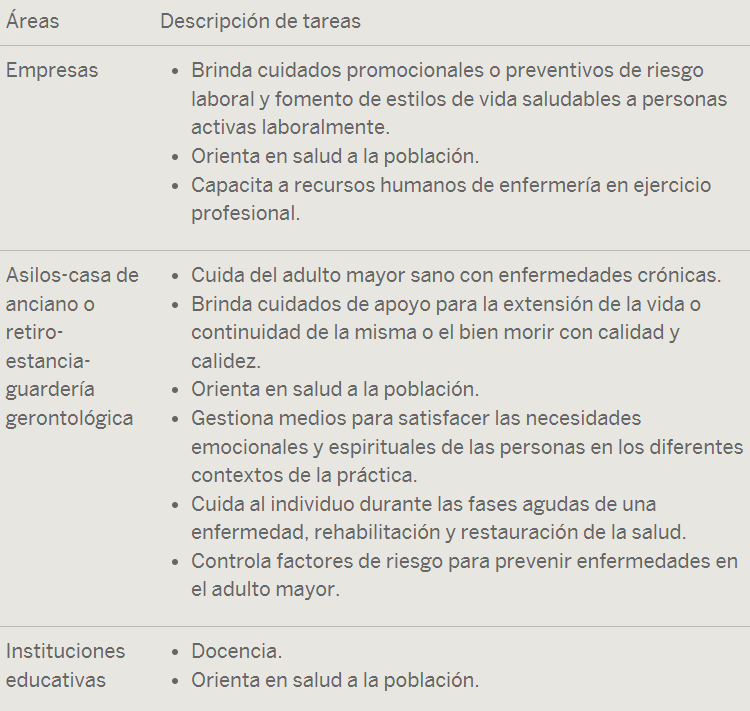 Áreas Descripción de tareas
Empresas
• Brinda cuidados promocionales o preventivos de riesgo
laboral y fomento de estilos de vida saludables a personas
activas laboralmente.
• Orienta en salud a la población.
• Capacita a recursos humanos de enfermería en ejercicio
profesional.
Asilos-casa de
anciano o
retiro-
estancia-
guardería
gerontológica
• Cuida del adulto mayor sano con enfermedades crónicas.
• Brinda cuidados de apoyo para la extensión de la vida o
continuidad de la misma o el bien morir con calidad y
calidez.
• Orienta en salud a la población.
• Gestiona medios para satisfacer las necesidades
emocionales y espirituales de las personas en los diferentes
contextos de la práctica.
• Cuida al individuo durante las fases agudas de una
enfermedad, rehabilitación y restauración de la salud.
• Controla factores de riesgo para prevenir enfermedades en
el adulto mayor.
Instituciones
educativas
• Docencia.
• Orienta en salud a la población.